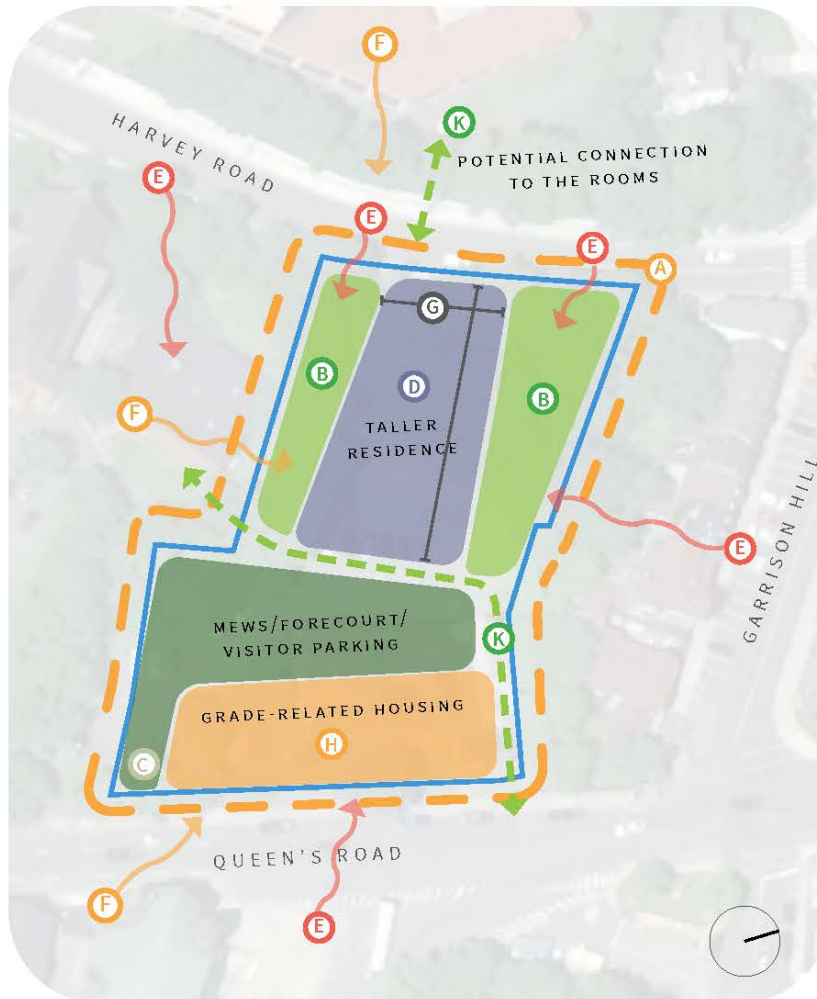 F
K
HARVEY ROAD
POTENTIAL CONNECTION
TO THE ROOMS
E
E
E
A
G
B
D
B
F
TALLER
RESIDENCE
E
GARRISON HILL
MEWS/FORECOURT/
VISITOR PARKING
K
GRADE-RELATED HOUSING
H
C
QUEEN'S ROAD
F
E